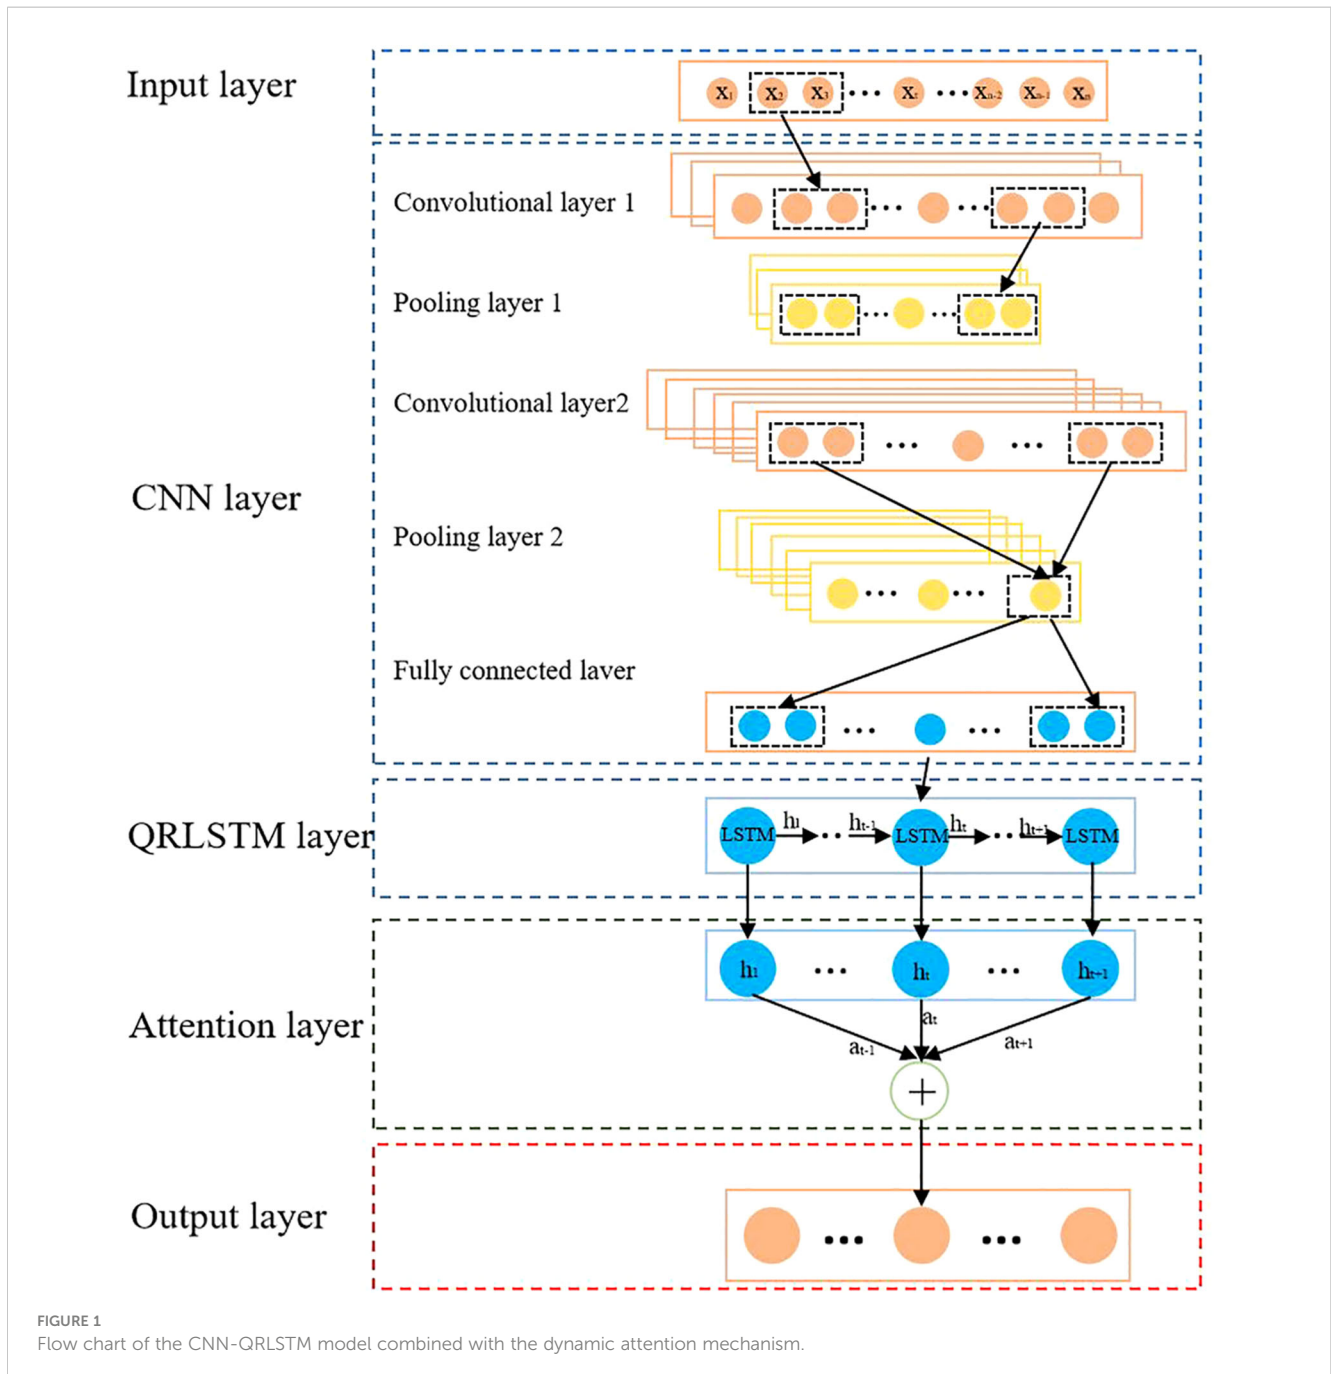 Input layer
X₁ X₂ X₃ ••• Xₜ ••• Xₙ₋₂ Xₙ₋₁ Xₙ
Convolutional layer 1
Pooling layer 1
Convolutional layer2
CNN layer
Pooling layer 2
Fully connected laver
QRLSTM layer
LSTM h₁ •• hₜ₋₁ LSTM hₜ •• hₜ₊₁ LSTM
h₁ ••• hₜ ••• hₜ₊₁
Attention layer
aₜ₋₁ aₜ aₜ₊₁
+
Output layer
FIGURE 1
Flow chart of the CNN-QRLSTM model combined with the dynamic attention mechanism.